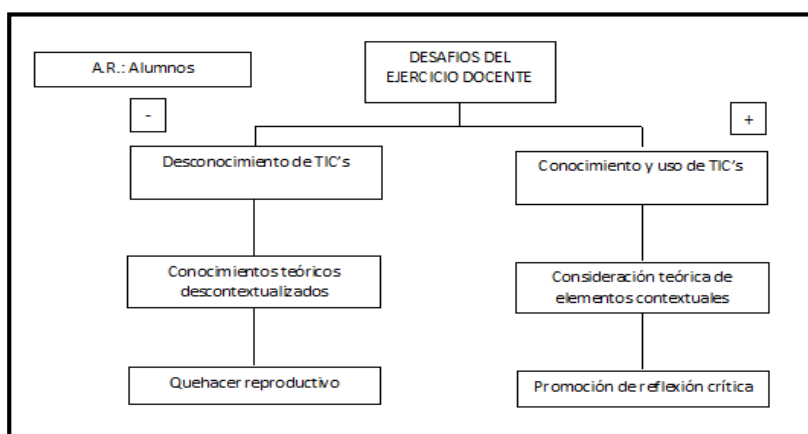 DESAFIOS DEL
EJERCICIO DOCENTE
A.R.: Alumnos
-
+
Desconocimiento de TIC's
Conocimiento y uso de TIC's
Conocimientos teóricos
descontextualizados
Consideración teórica de
elementos contextuales
Quehacer reproductivo
Promoción de reflexión crítica